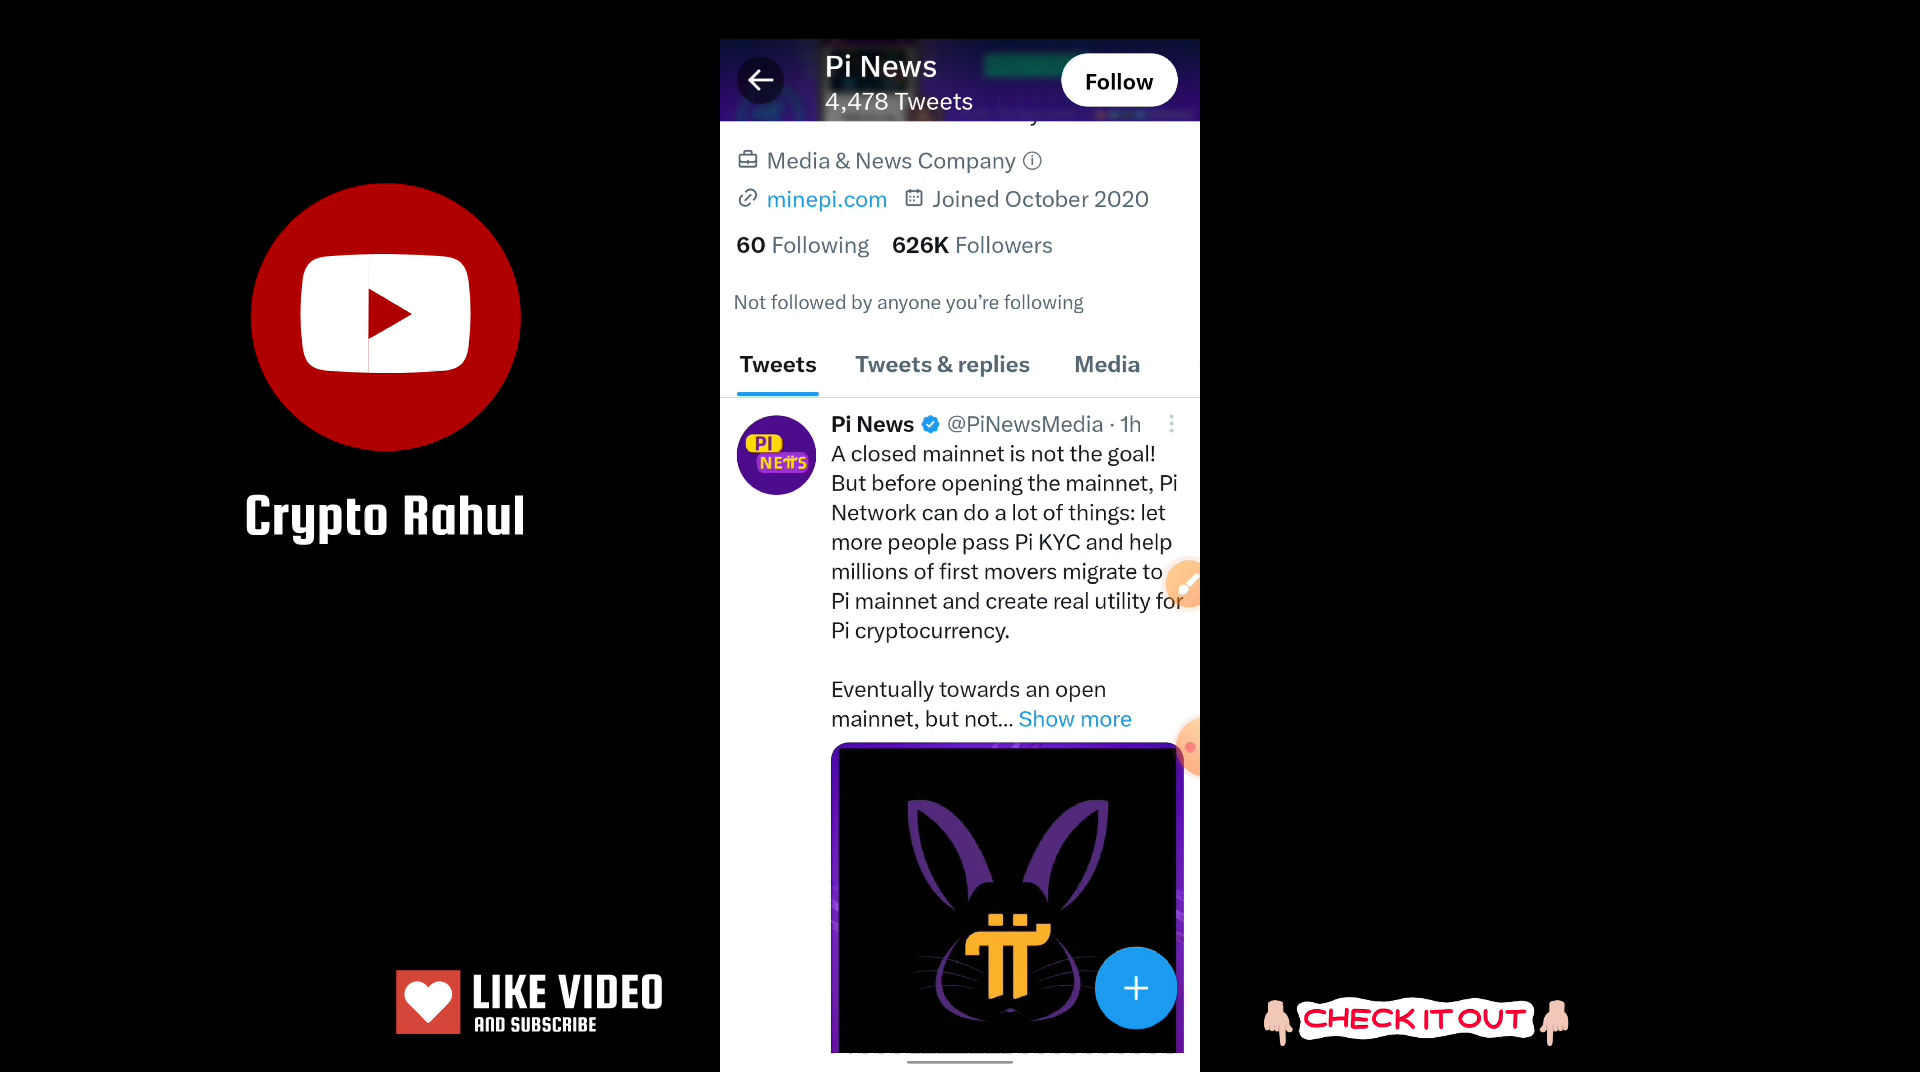 Pi News
4,478 Tweets
Follow
Media & News Company
minepi.com Joined October 2020
60 Following 626K Followers
Not followed by anyone you're following
Tweets Tweets & replies Media
Pi News @PiNewsMedia · 1h
A closed mainnet is not the goal!
But before opening the mainnet, Pi
Network can do a lot of things: let
more people pass Pi KYC and help
millions of first movers migrate to
Pi mainnet and create real utility for
Pi cryptocurrency.
Eventually towards an open
mainnet, but not... Show more
PI
NEWS
Crypto Rahul
LIKE VIDEO
AND SUBSCRIBE
CHECK IT OUT